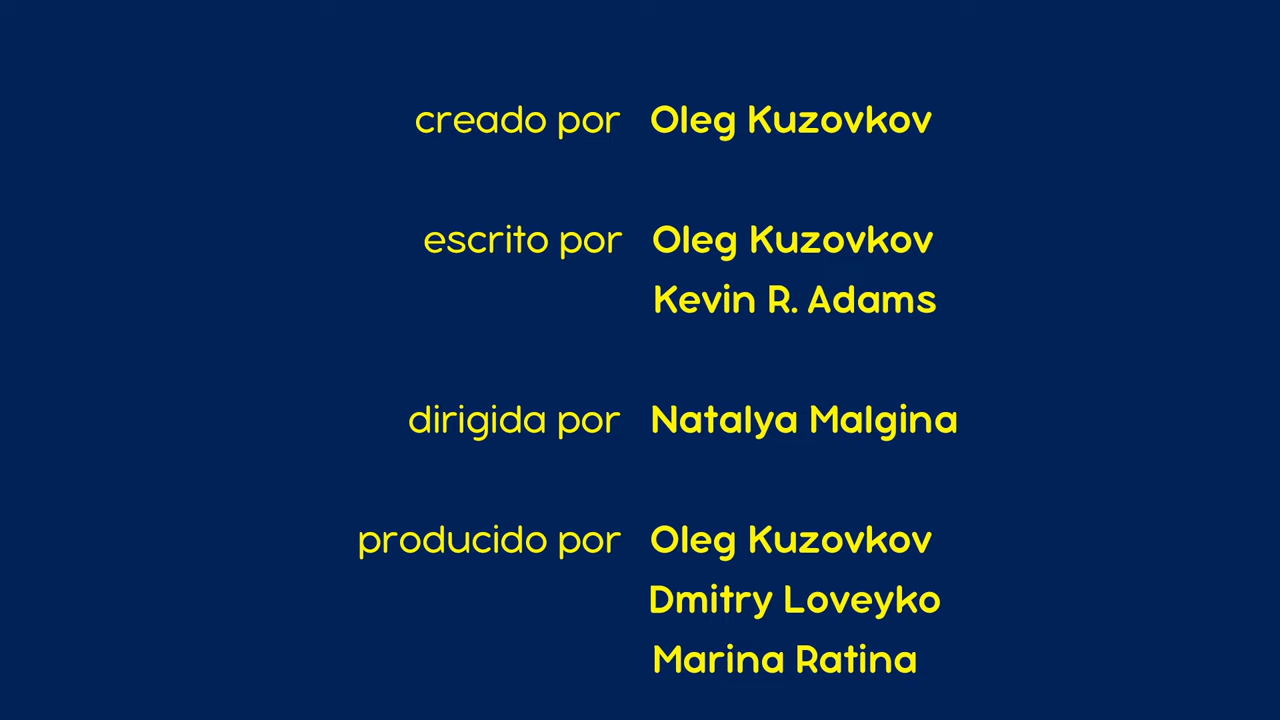 creado por Oleg Kuzovkov
escrito por Oleg Kuzovkov
Kevin R. Adams
dirigida por Natalya Malgina
producido por Oleg Kuzovkov
Dmitry Loveyko
Marina Ratina